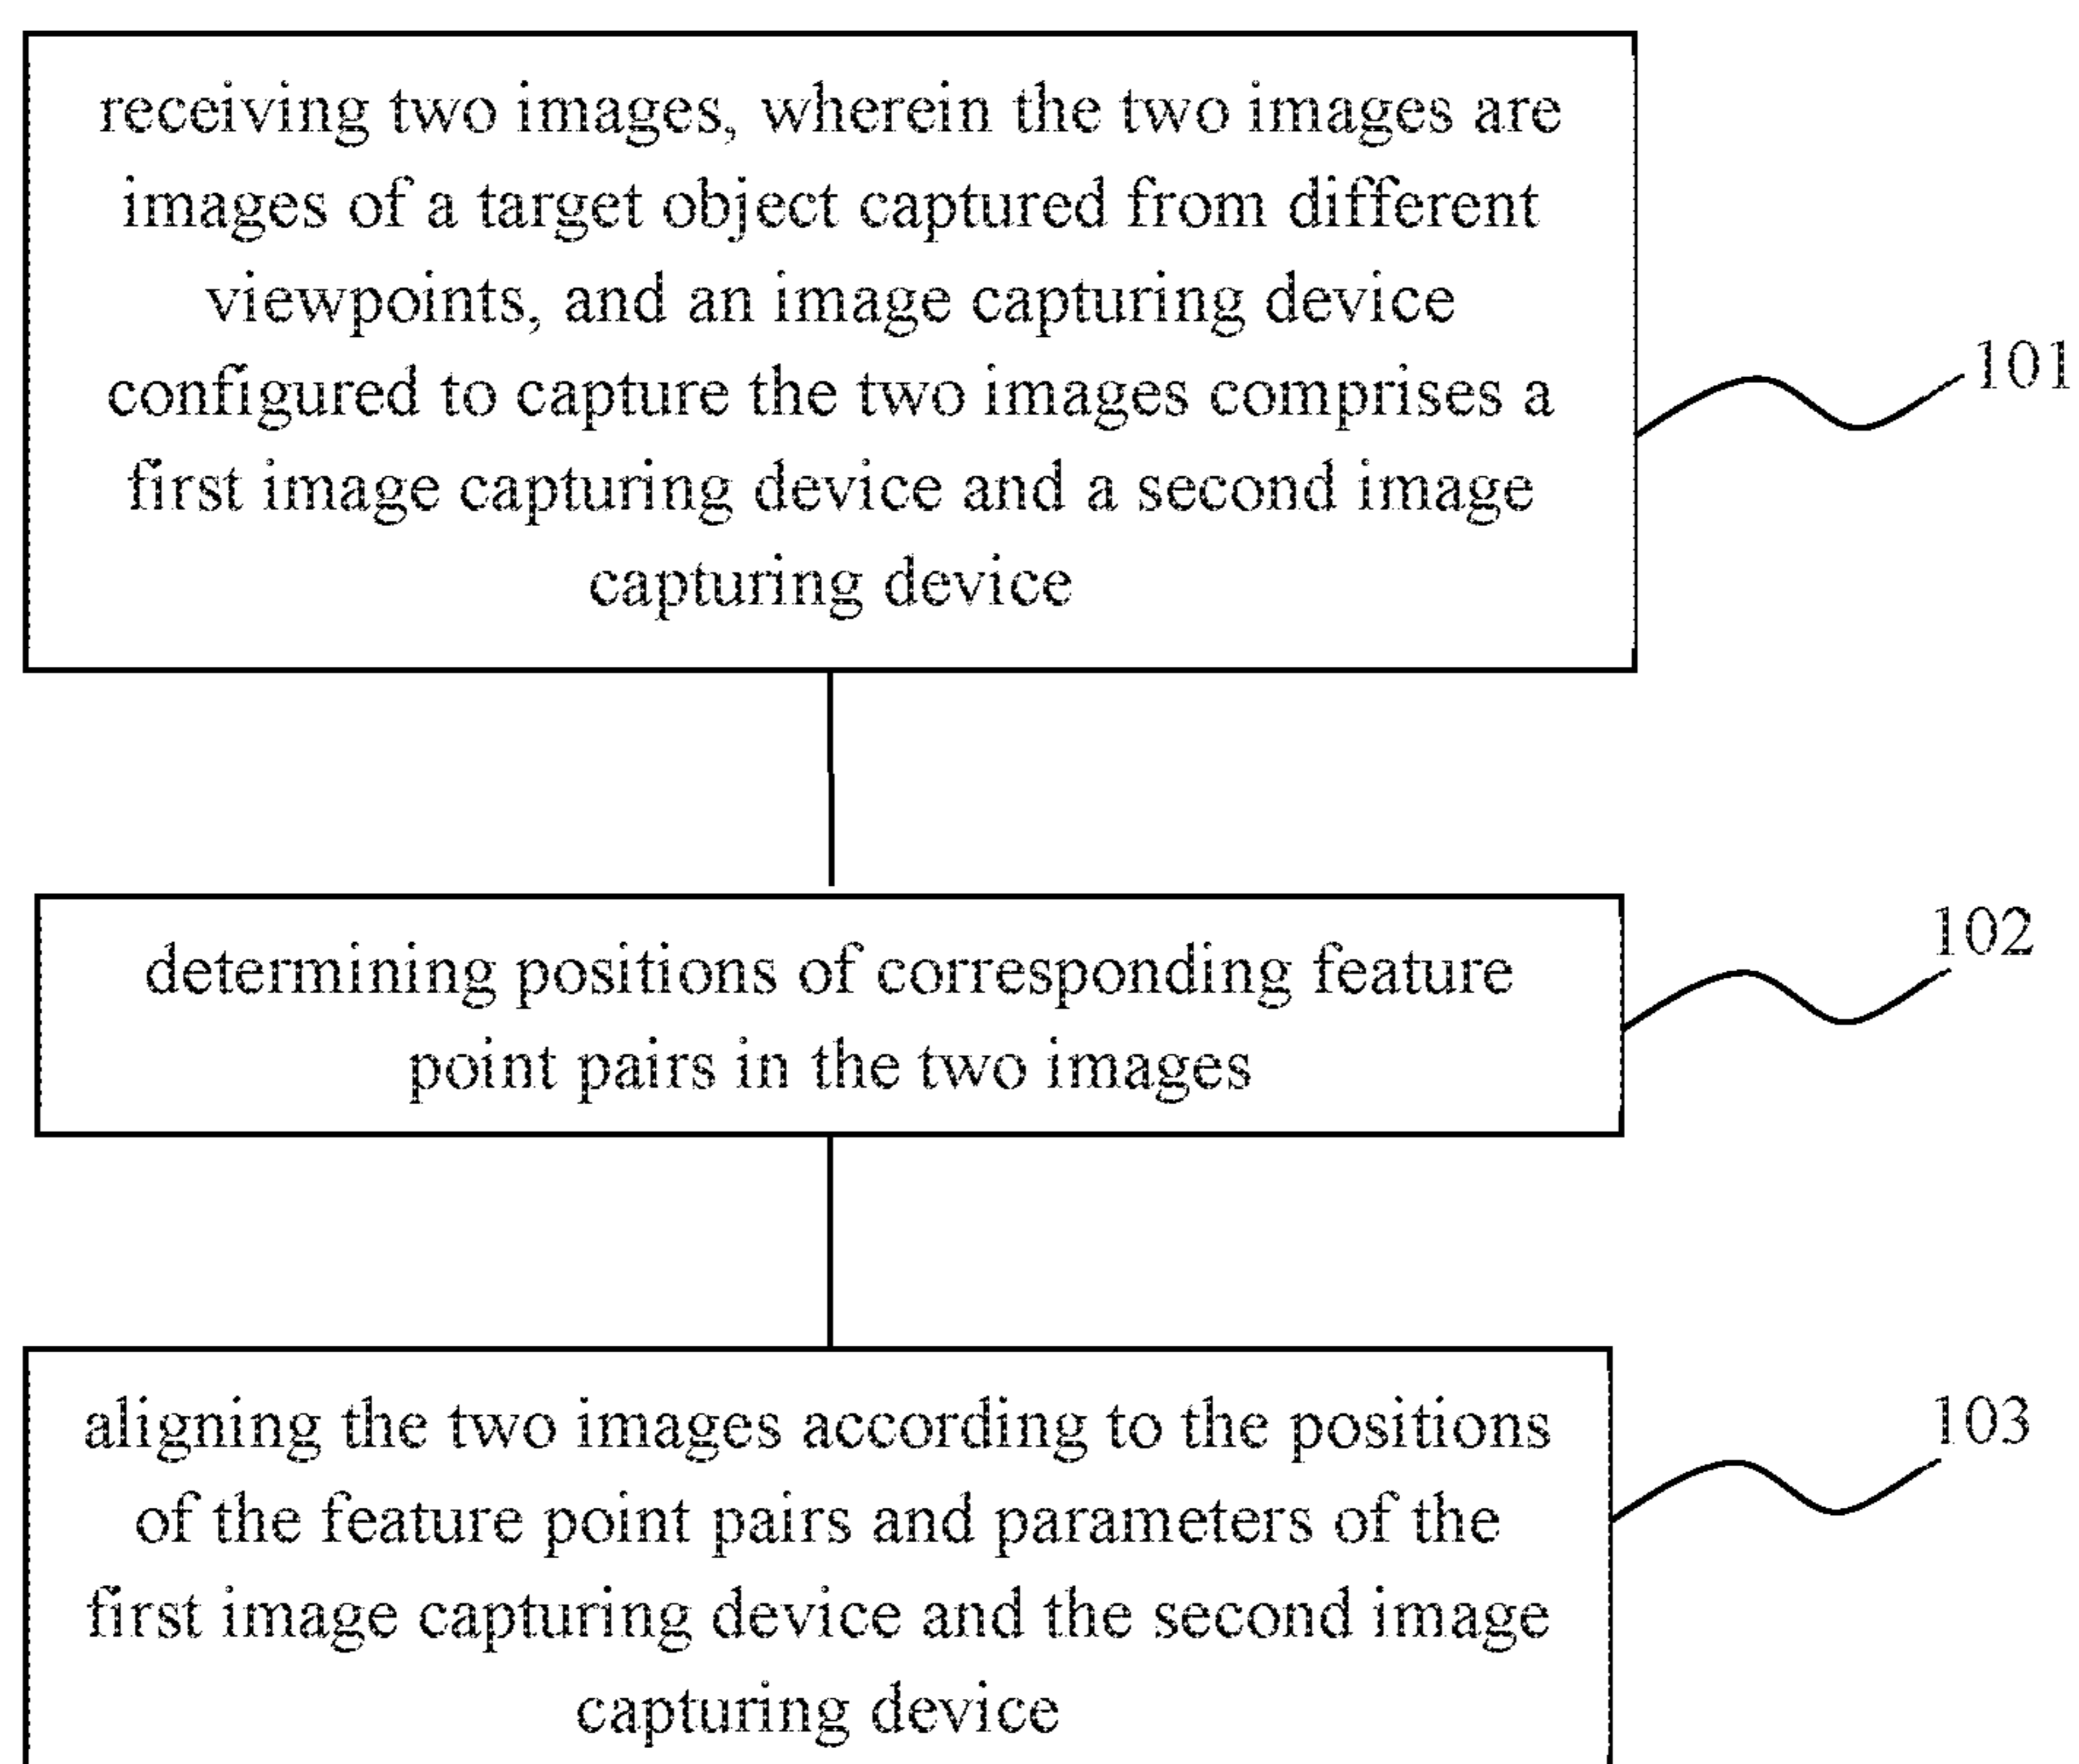 receiving two images, wherein the two images are
images of a target object captured from different
viewpoints, and an image capturing device
configured to capture the two images comprises a
first image capturing device and a second image
capturing device
101
determining positions of corresponding feature
point pairs in the two images
102
aligning the two images according to the positions
of the feature point pairs and parameters of the
first image capturing device and the second image
capturing device
103